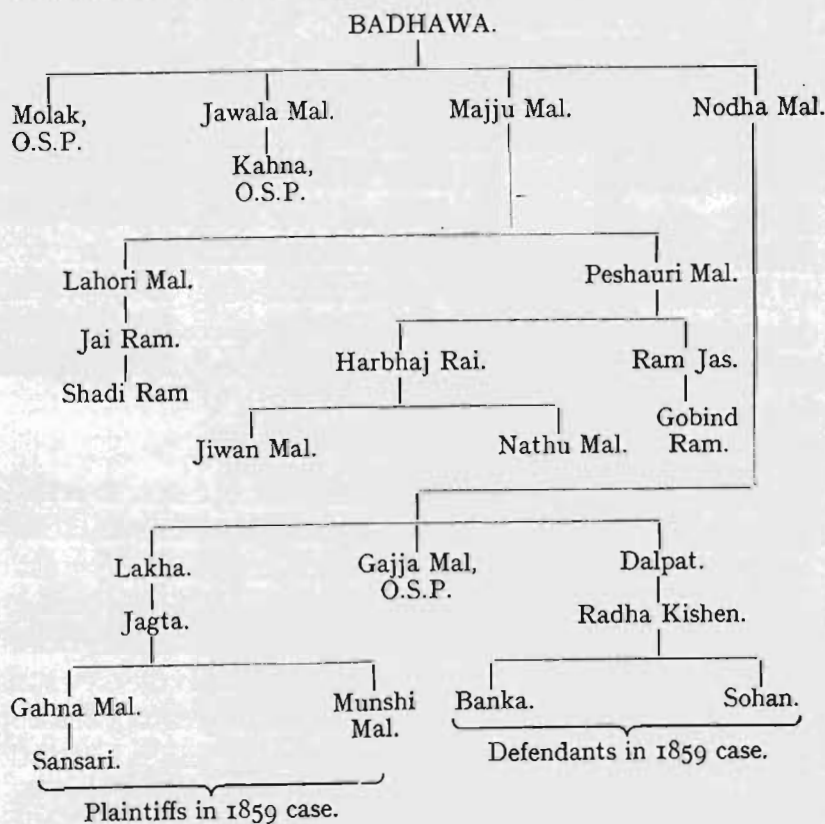 BADHAWA.
Molak, Jawala Mal. Majju Mal. Nodha Mal.
O.S.P.
Kahna,
O.S.P.
Lahori Mal. Peshauri Mal.
Jai Ram. Harbhaj Rai. Ram Jas.
Shadi Ram
Jiwan Mal. Nathu Mal. Gobind
Ram.
Lakha. Gajja Mal, Dalpat.
O.S.P.
Jagta. Radha Kishen.
Gahna Mal. Munshi Banka. Sohan.
Mal.
Sansari.
Defendants in 1859 case.
Plaintiffs in 1859 case.